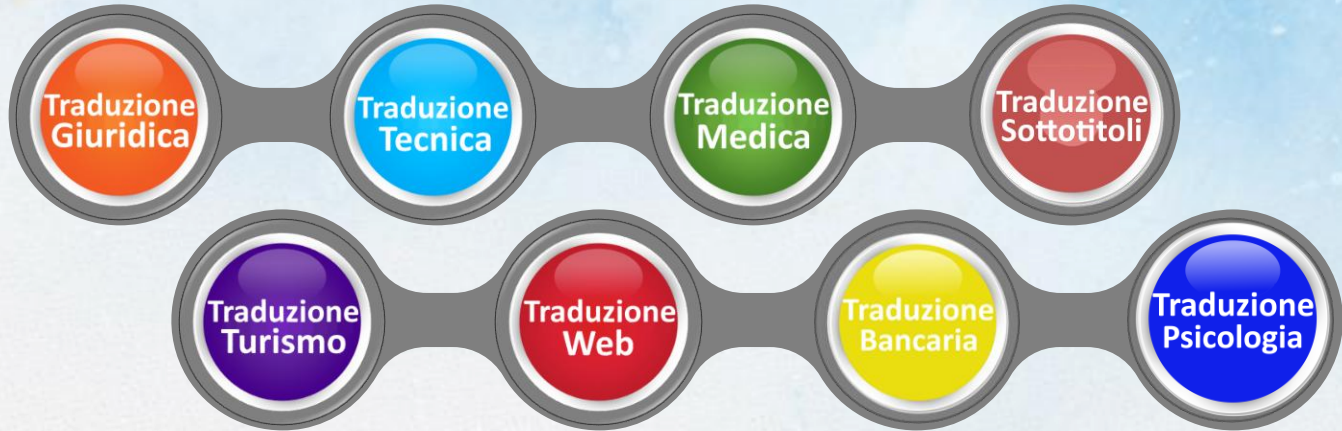 Traduzione
Giuridica
Traduzione
Tecnica
Traduzione
Medica
Traduzione
Sottotitoli
Traduzione
Turismo
Traduzione
Web
Traduzione
Bancaria
Traduzione
Psicologia